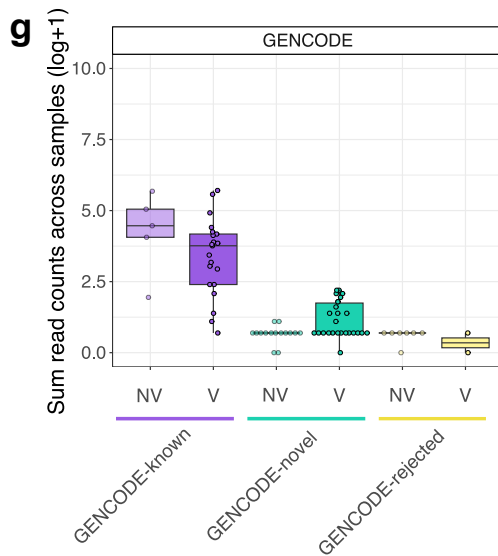 g
GENCODE
Sum read counts across samples (log+1)
10.0
7.5
5.0
2.5
0.0
NV V NV V NV V
GENCODE-known
GENCODE-novel
GENCODE-rejected